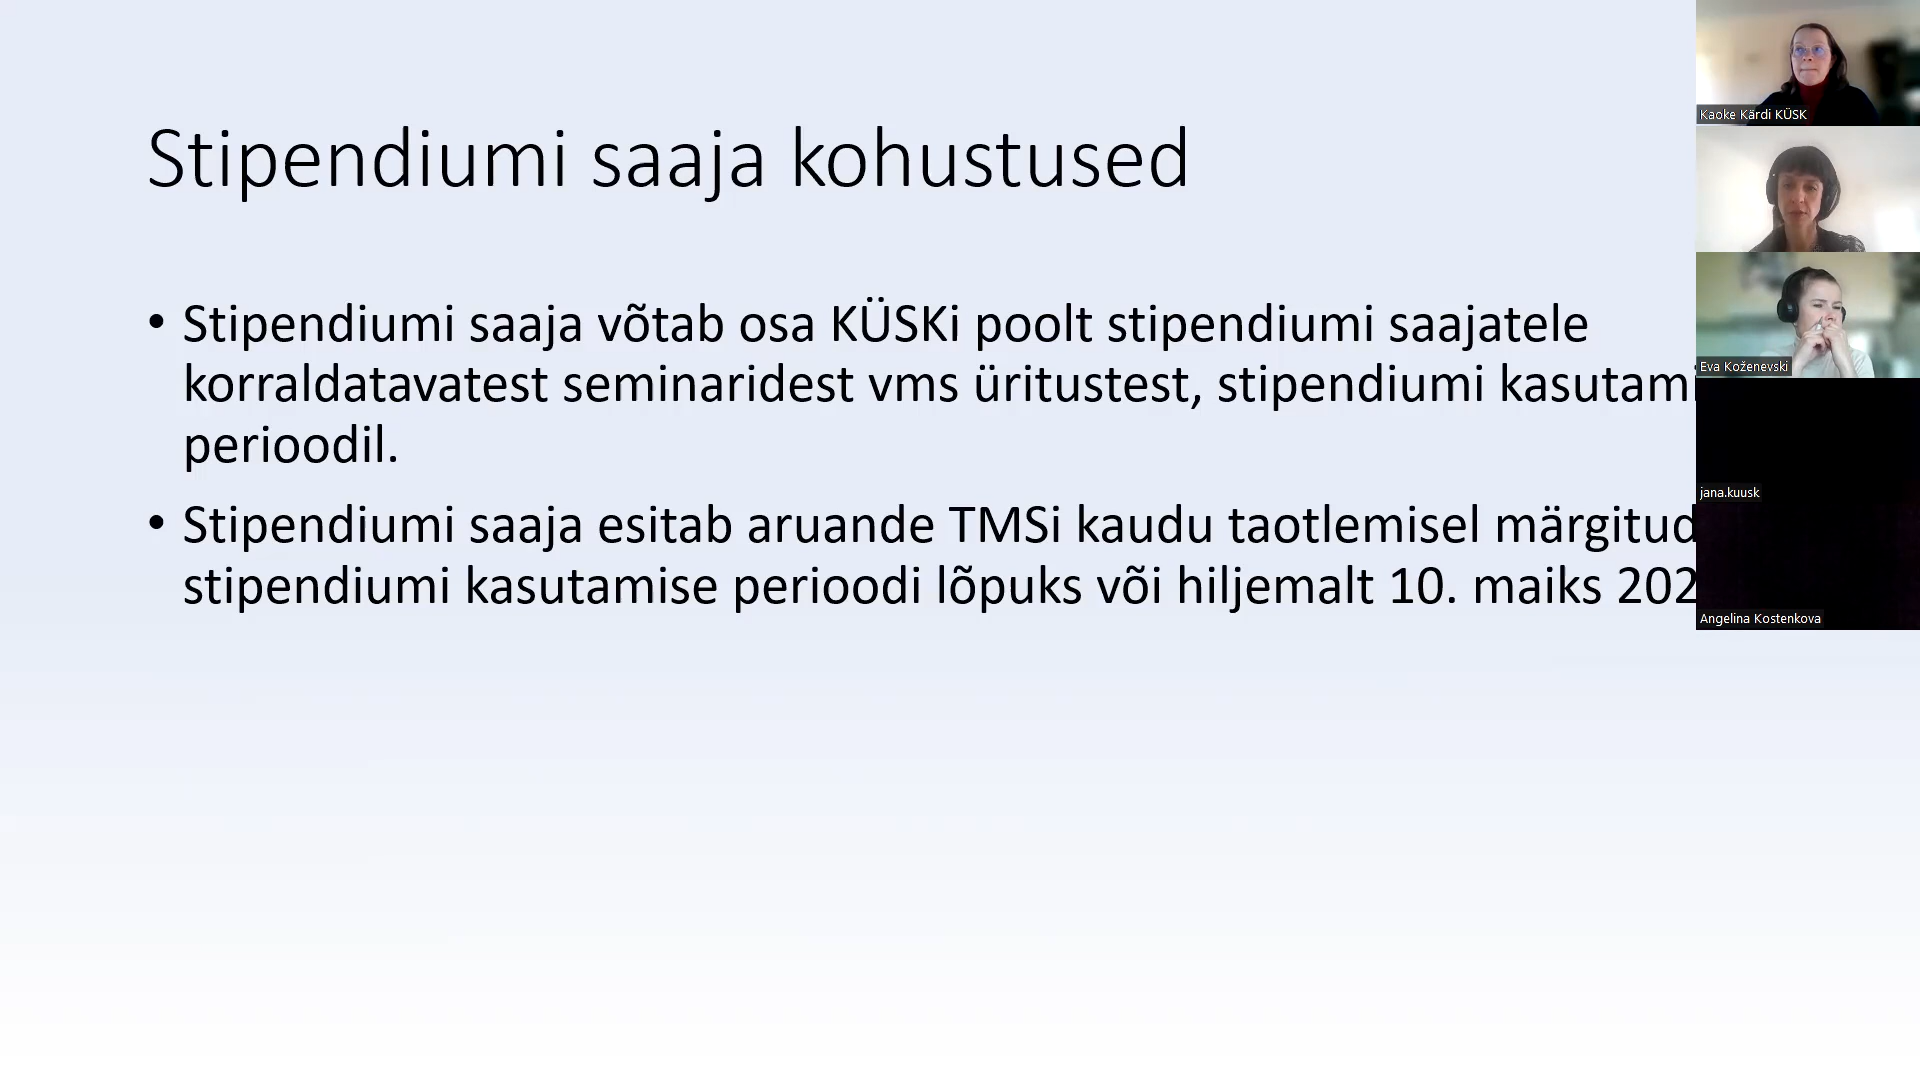 Stipendiumi saaja kohustused
• Stipendiumi saaja võtab osa KÜSKi poolt stipendiumi saajatele
korraldatavatest seminaridest vms üritustest, stipendiumi
perioodil.
• Stipendiumi saaja esitab aruande TMSi kaudu taotlemisel märgitud
stipendiumi kasutamise perioodi lõpuks või hiljemalt 10. maiks
Kaoke Kärdi KÜSK
Eva Koženevski
jana.kuusk
Angelina Kostenkova